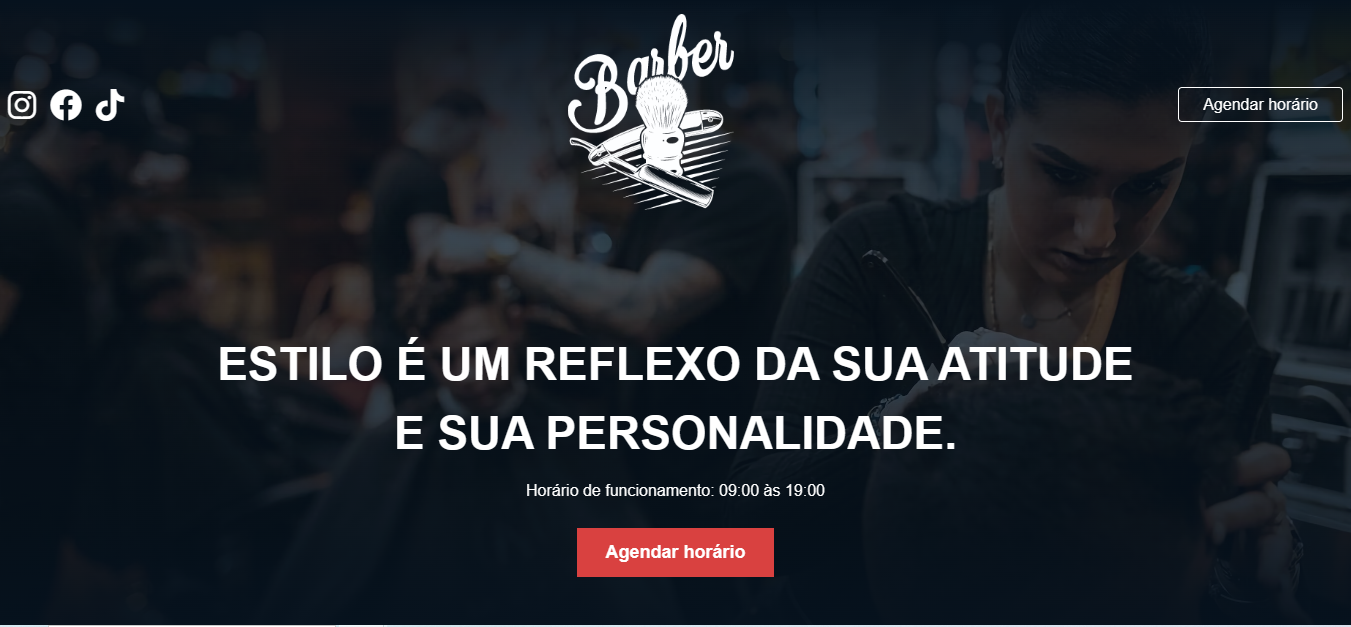 Barber
Agendar horário
ESTILO É UM REFLEXO DA SUA ATITUDE
E SUA PERSONALIDADE.
Horário de funcionamento: 09:00 às 19:00
Agendar horário